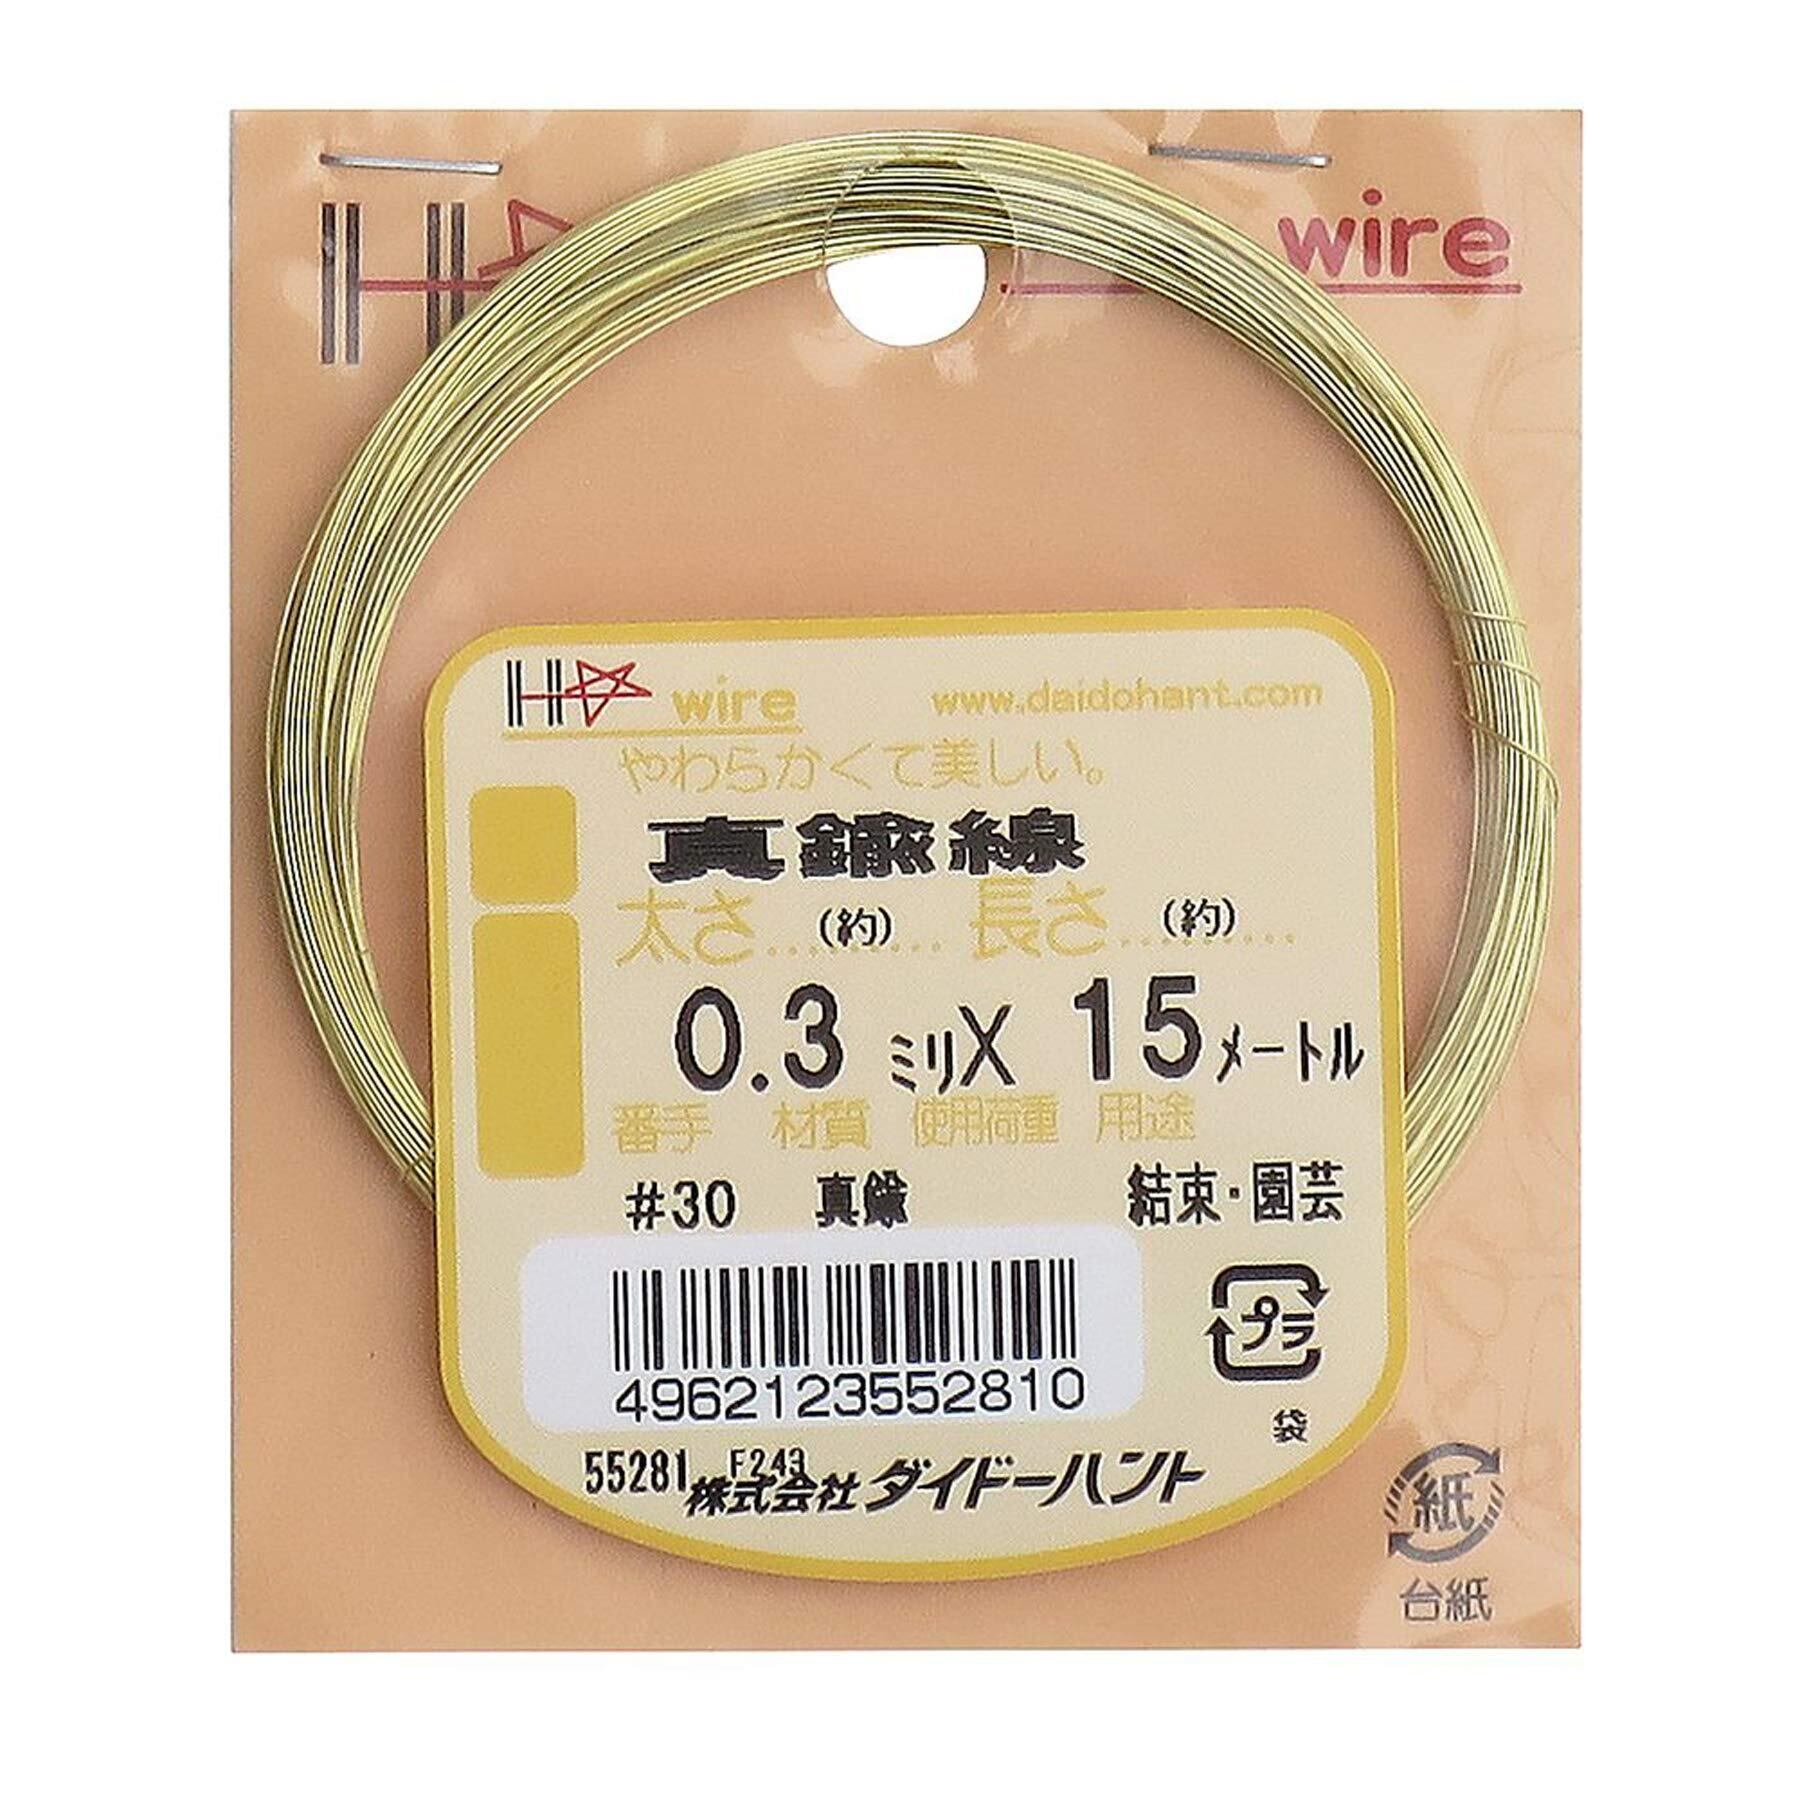 wire
wire www.daidohant.com
やわらかくて美しい。
真鍮線
太さ......... (約) 長さ......... (約)
0.3 ミリX 15メートル
番手 材質 使用荷重 用途
#30 真鍮 結束・園芸
プラ
4962123552810
袋
55281 F243 株式会社ダイドーハント
紙
台紙